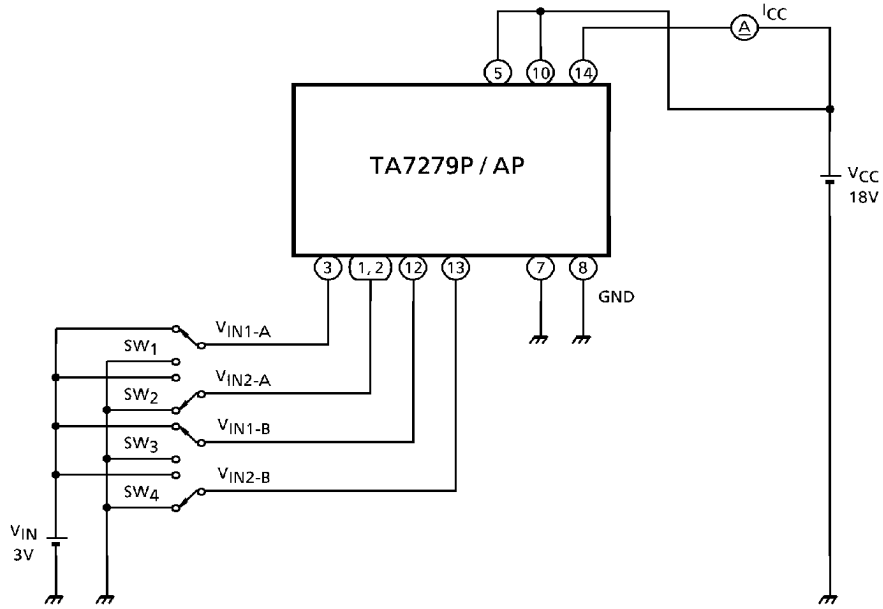 ICC
A
5
10
14
TA7279P / AP
VCC
18V
3
1, 2
12
13
7
8
GND
VIN1-A
SW1
VIN2-A
SW2
VIN1-B
SW3
VIN2-B
SW4
VIN
3V